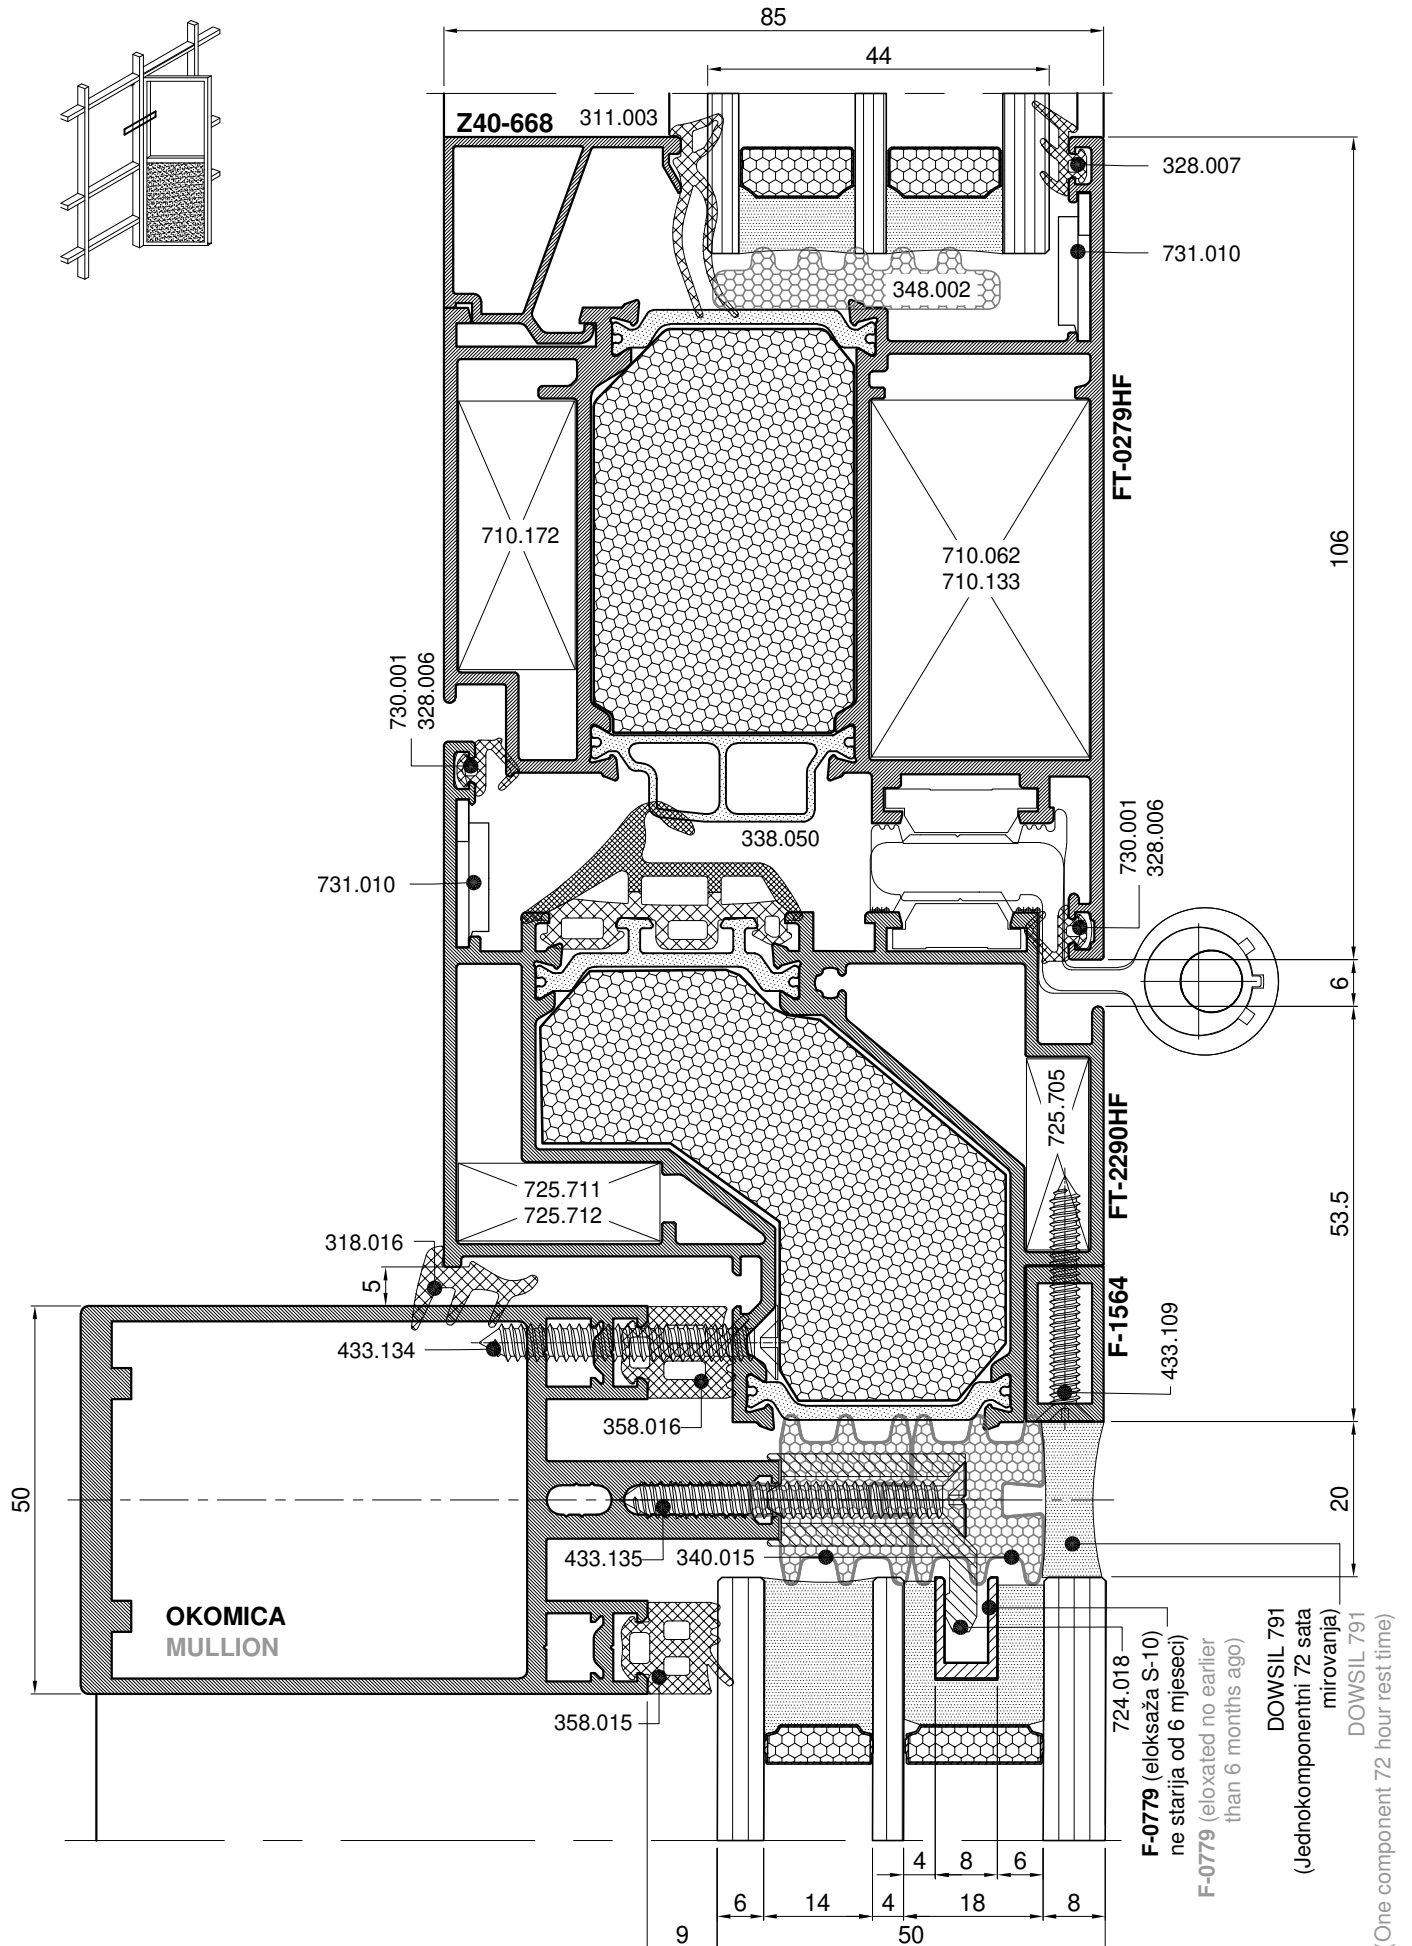 85
44
Z40-668
311.003
328.007
731.010
348.002
FT-0279HF
710.172
710.062
710.133
106
730.001
328.006
338.050
730.001
328.006
731.010
6
725.705
FT-2290HF
725.711
725.712
53.5
318.016
5
F-1564
433.109
433.134
358.016
50
20
433.135
340.015
OKOMICA
MULLION
358.015
724.018
F-0779 (eloksaža S-10)
ne starija od 6 mjeseci)
F-0779 (eloxated no earlier
than 6 months ago)
DOWSIL 791
(Jednokomponentni 72 sata
mirovanja)
DOWSIL 791
(One component 72 hour rest time)
4
8
6
6
14
4
18
8
9
50